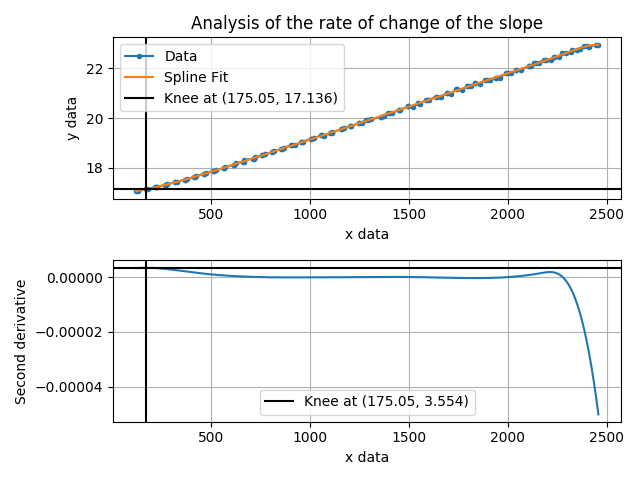 Analysis of the rate of change of the slope
Data
Spline Fit
Knee at (175.05, 17.136)
y data
22
20
18
500
1000
1500
2000
2500
x data
Second derivative
0.00000
−0.00002
−0.00004
Knee at (175.05, 3.554)
500
1000
1500
2000
2500
x data